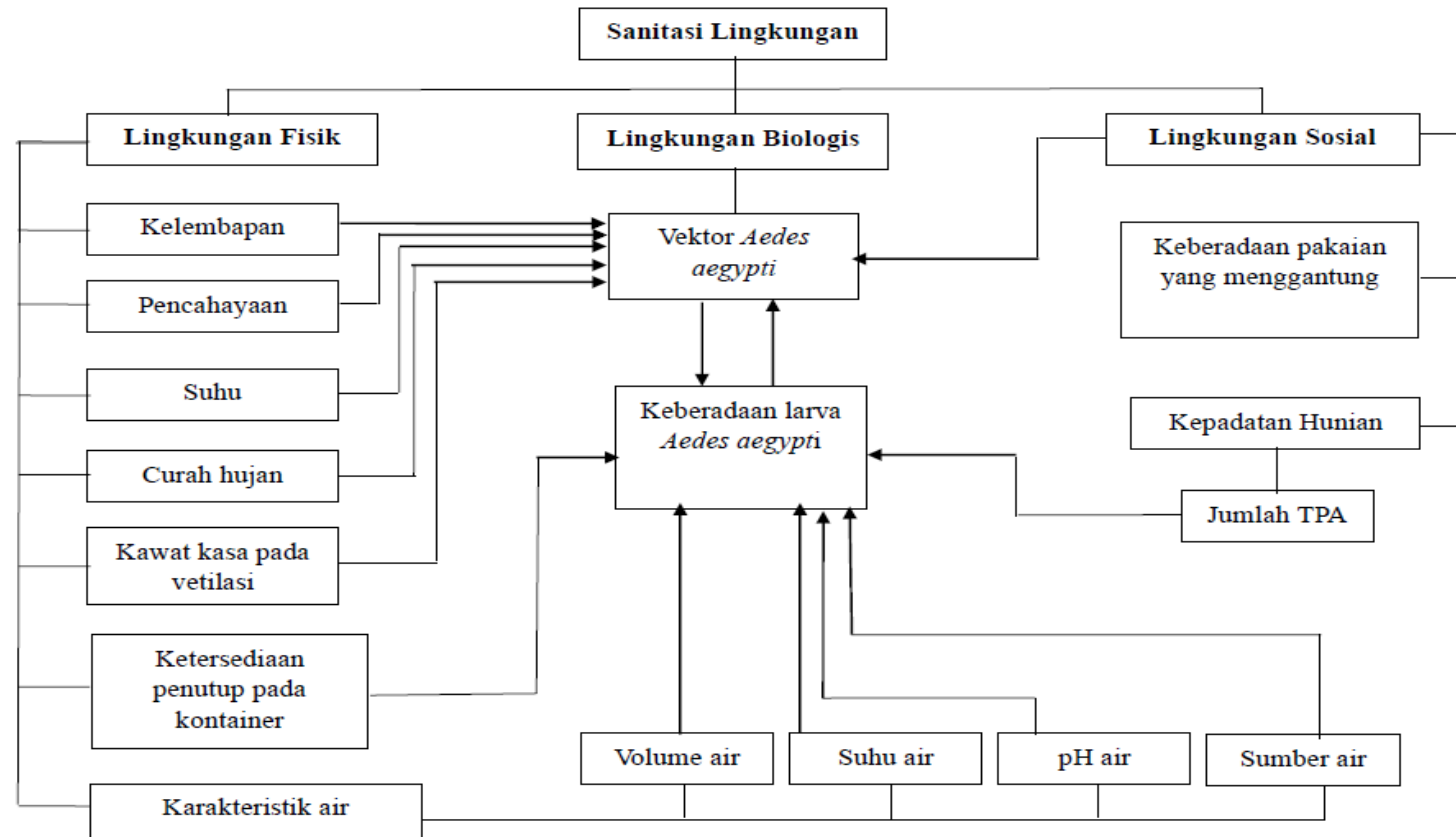 Sanitasi Lingkungan
Lingkungan Fisik
Lingkungan Biologis
Lingkungan Sosial
Kelembapan
Vektor Aedes
aegypti
Keberadaan pakaian
yang menggantung
Pencahayaan
Suhu
Keberadaan larva
Aedes aegypti
Kepadatan Hunian
Curah hujan
Jumlah TPA
Kawat kasa pada
vetilasi
Ketersediaan
penutup pada
kontainer
Volume air
Suhu air
pH air
Sumber air
Karakteristik air